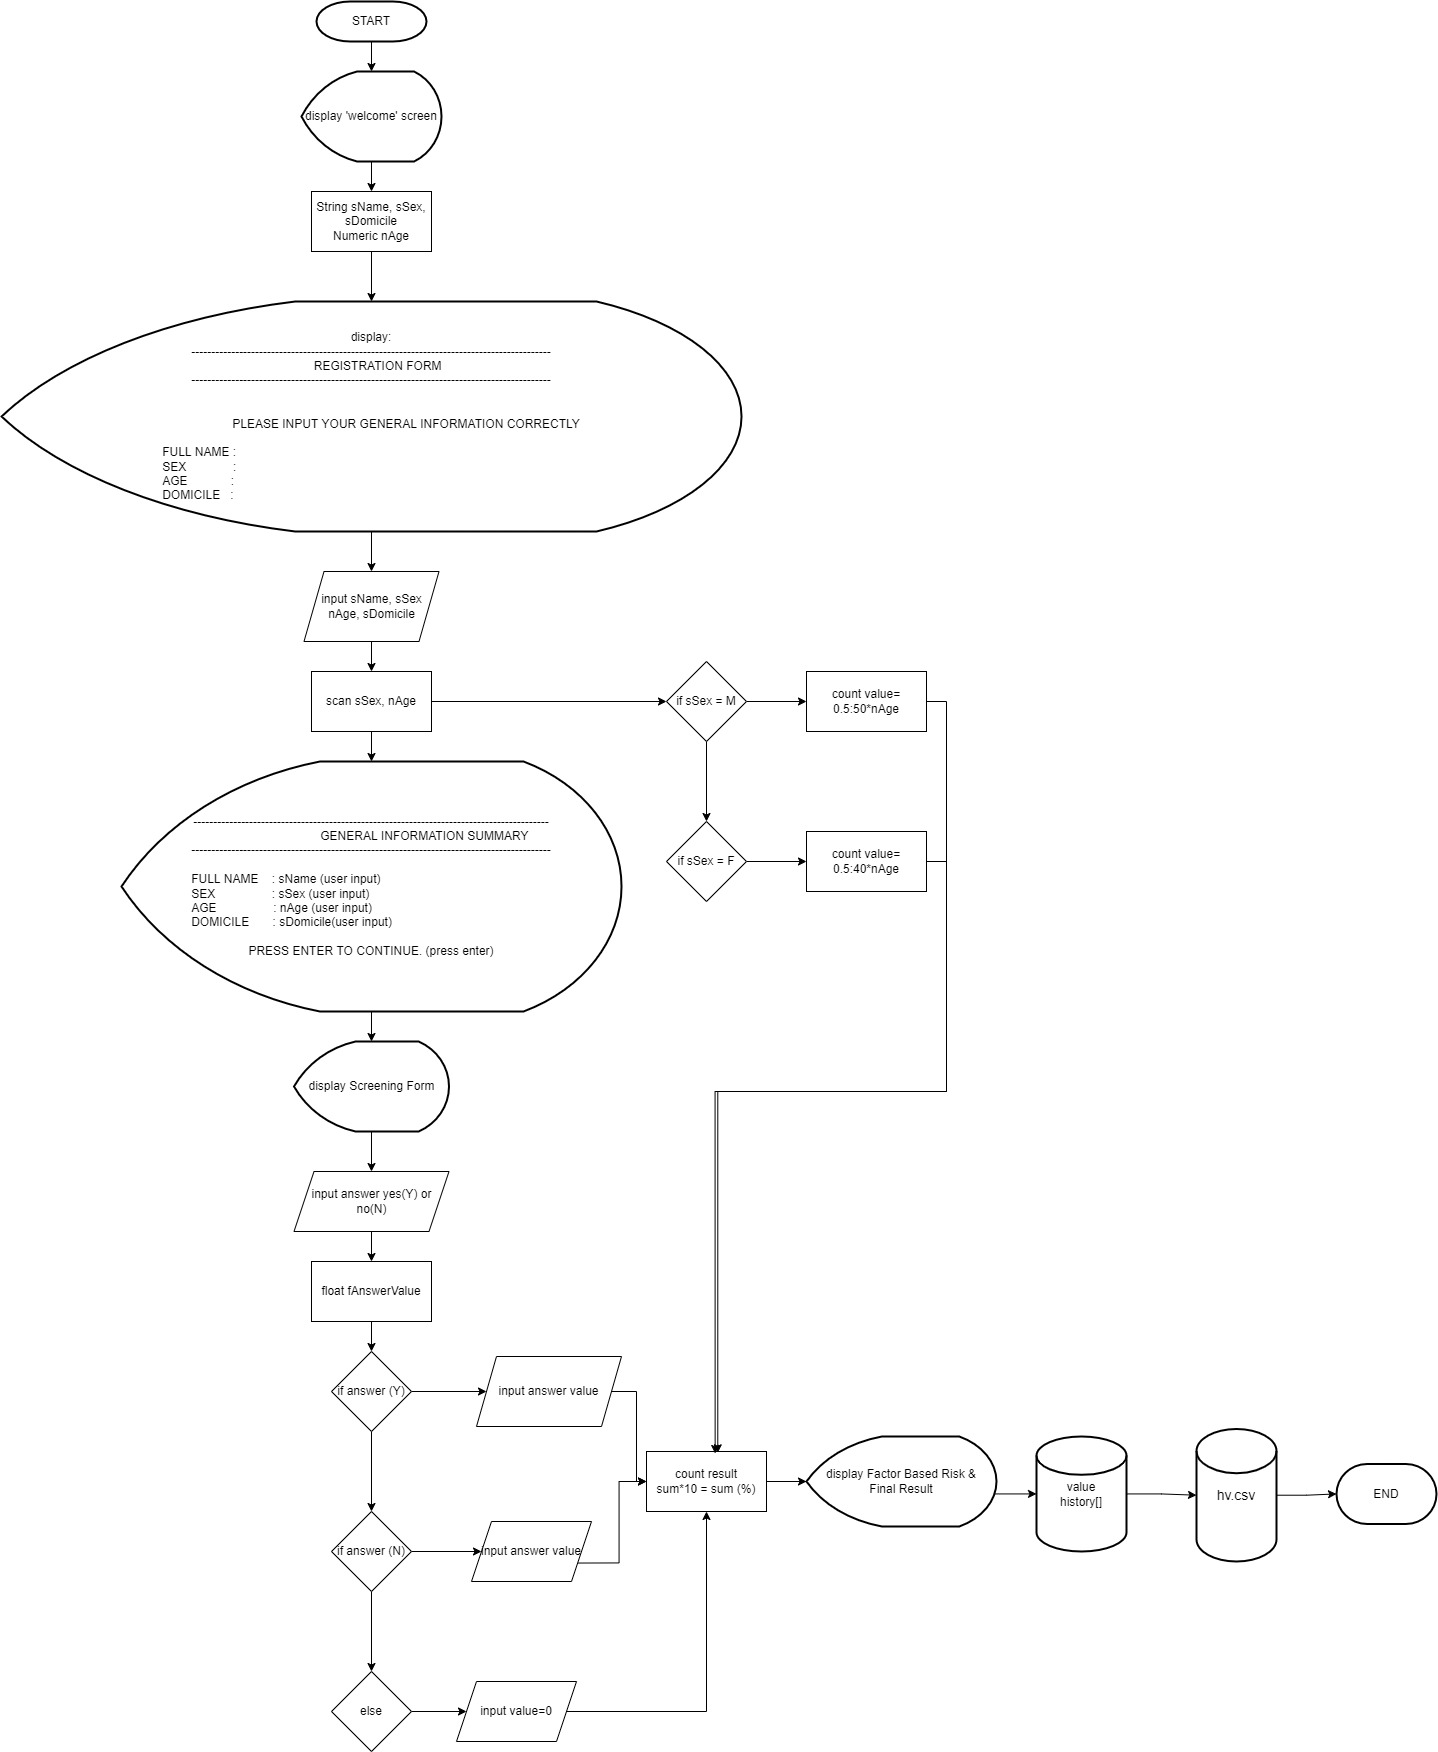 START
display 'welcome' screen
String sName, sSex,
sDomicile
Numeric nAge
display:
------------------------------------------------------------------------------------------
REGISTRATION FORM
------------------------------------------------------------------------------------------
PLEASE INPUT YOUR GENERAL INFORMATION CORRECTLY
FULL NAME :
SEX :
AGE :
DOMICILE :
input sName, sSex
nAge, sDomicile
scan sSex, nAge
if sSex = M
count value=
0.5:50*nAge
-----------------------------------------------------------------------------------------
GENERAL INFORMATION SUMMARY
------------------------------------------------------------------------------------------
FULL NAME : sName (user input)
SEX : sSex (user input)
AGE : nAge (user input)
DOMICILE : sDomicile(user input)
PRESS ENTER TO CONTINUE. (press enter)
if sSex = F
count value=
0.5:40*nAge
display Screening Form
input answer yes(Y) or
no(N)
float fAnswerValue
if answer (Y)
input answer value
if answer (N)
input answer value
else
input value=0
count result
sum*10 = sum (%)
display Factor Based Risk &
Final Result
value
history[]
hv.csv
END